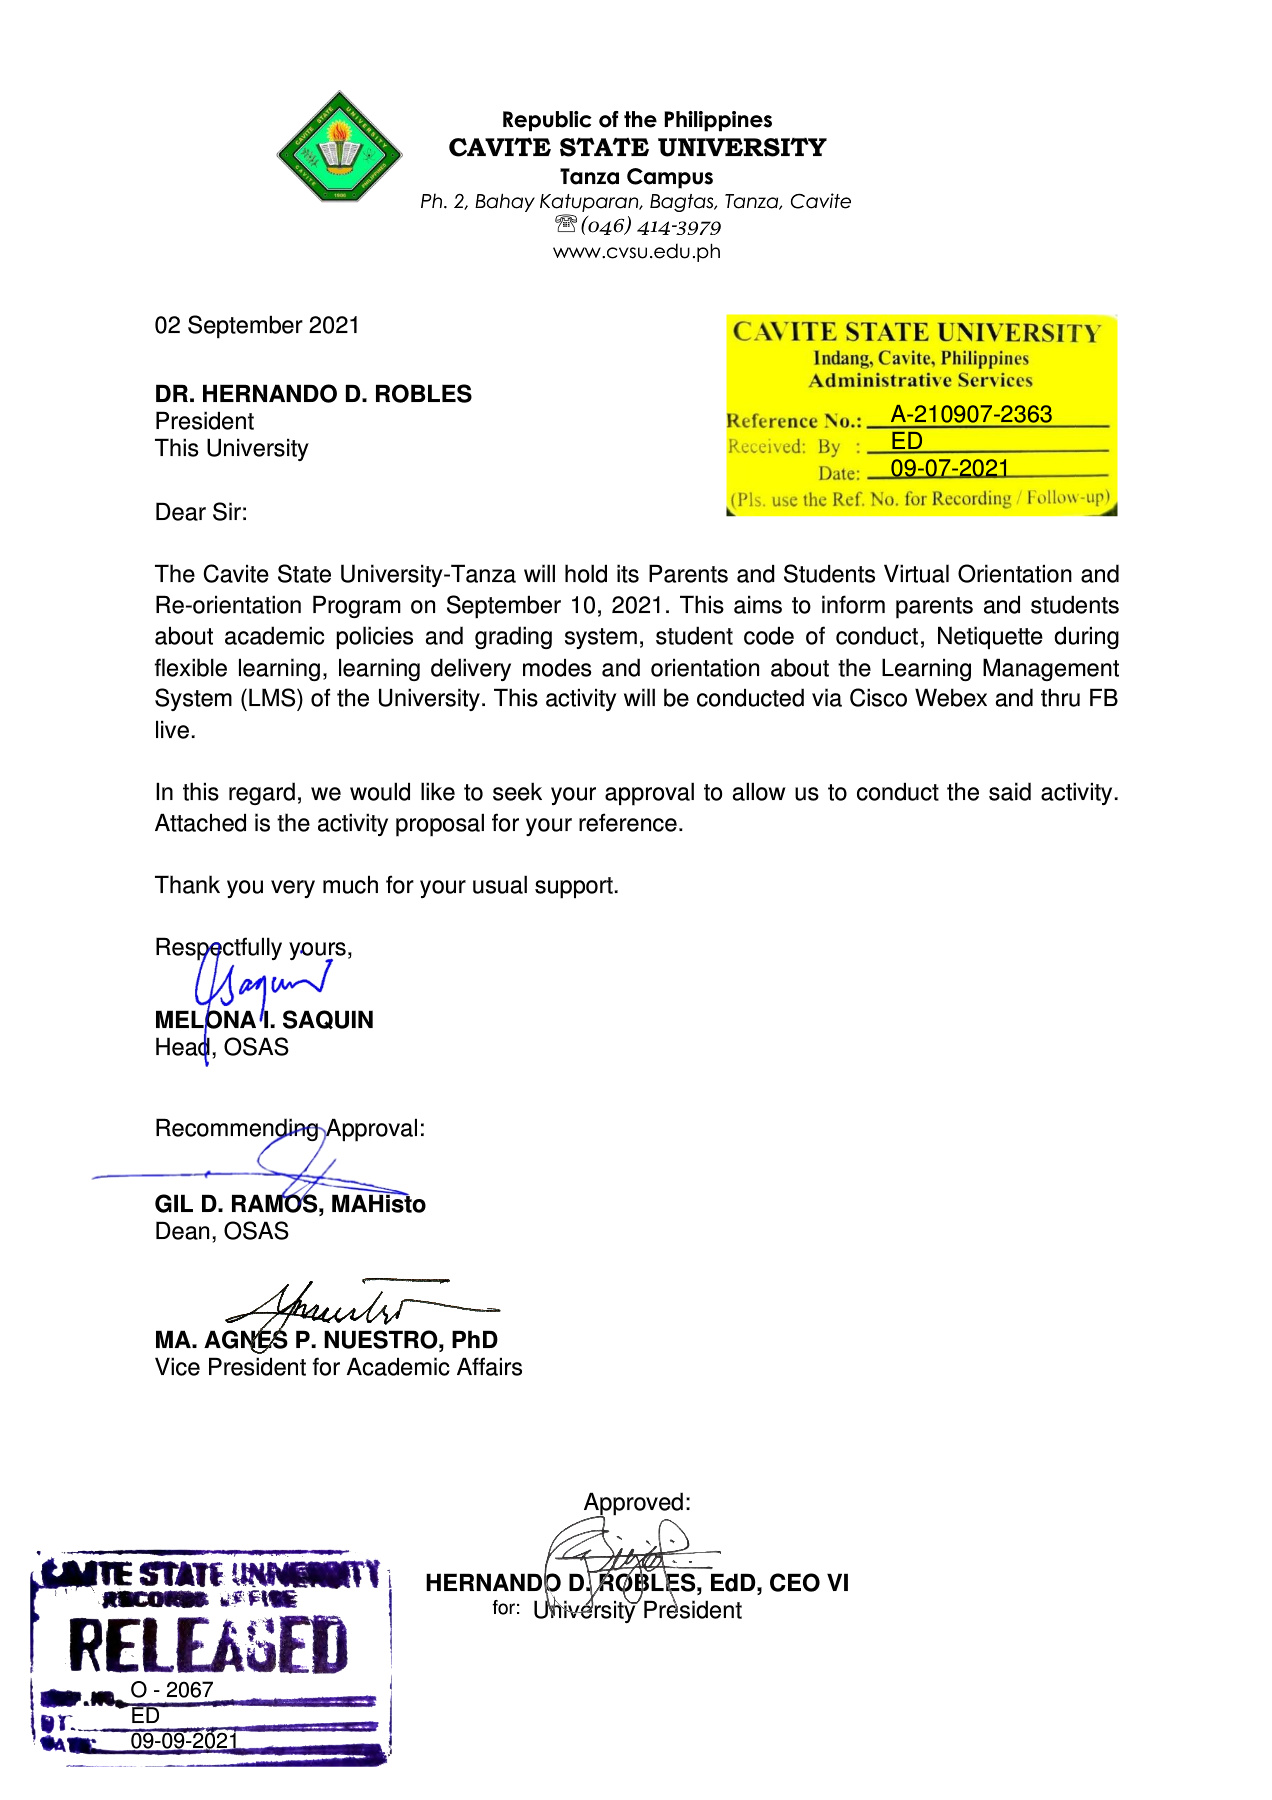 Republic of the Philippines
CAVITE STATE UNIVERSITY
Tanza Campus
Ph. 2, Bahay Katuparan, Bagtas, Tanza, Cavite
☏(046) 414-3979
www.cvsu.edu.ph
CAVITE STATE UNIVERSITY
CAVITE PHILIPPINES
1906
02 September 2021
CAVITE STATE UNIVERSITY
Indang, Cavite, Philippines
Administrative Services
Reference No.: A-210907-2363
Received: By : ED
Date: 09-07-2021
(Pls. use the Ref. No. for Recording / Follow-up)
DR. HERNANDO D. ROBLES
President
This University
Dear Sir:
The Cavite State University-Tanza will hold its Parents and Students Virtual Orientation and
Re-orientation Program on September 10, 2021. This aims to inform parents and students
about academic policies and grading system, student code of conduct, Netiquette during
flexible learning, learning delivery modes and orientation about the Learning Management
System (LMS) of the University. This activity will be conducted via Cisco Webex and thru FB
live.
In this regard, we would like to seek your approval to allow us to conduct the said activity.
Attached is the activity proposal for your reference.
Thank you very much for your usual support.
Respectfully yours,
MELONA I. SAQUIN
Head, OSAS
Recommending Approval:
GIL D. RAMOS, MAHisto
Dean, OSAS
MA. AGNES P. NUESTRO, PhD
Vice President for Academic Affairs
Approved:
HERNANDO D. ROBLES, EdD, CEO VI
for: University President
CAVITE STATE UNIVERSITY
RECORDS OFFICE
RELEASED
O - 2067
ED
DATE: 09-09-2021